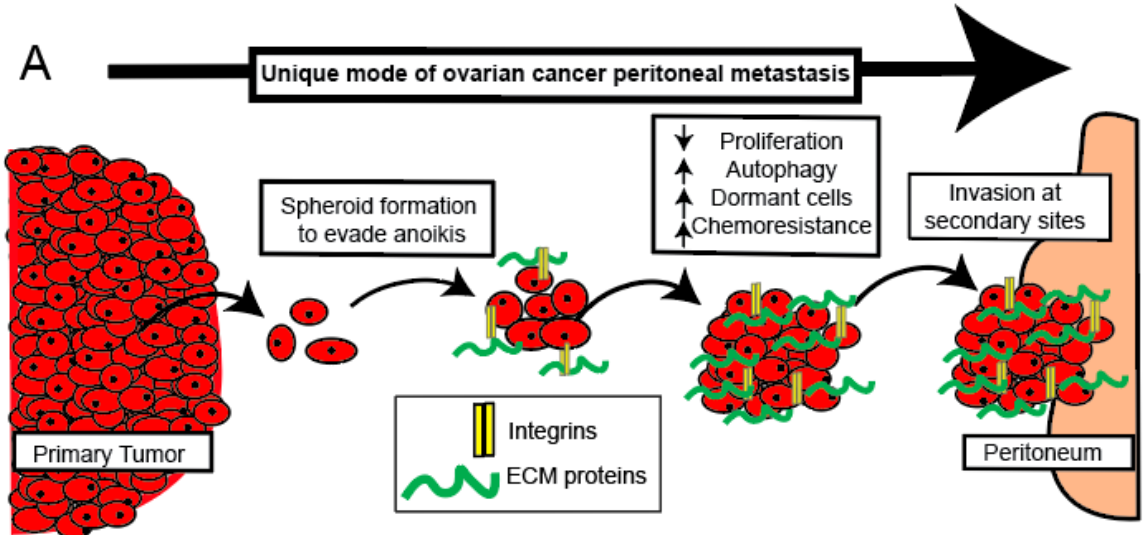 A
Unique mode of ovarian cancer peritoneal metastasis
Spheroid formation
to evade anoikis
↓ Proliferation
↑ Autophagy
↑ Dormant cells
↑ Chemoresistance
Invasion at
secondary sites
Primary Tumor
Integrins
ECM proteins
Peritoneum